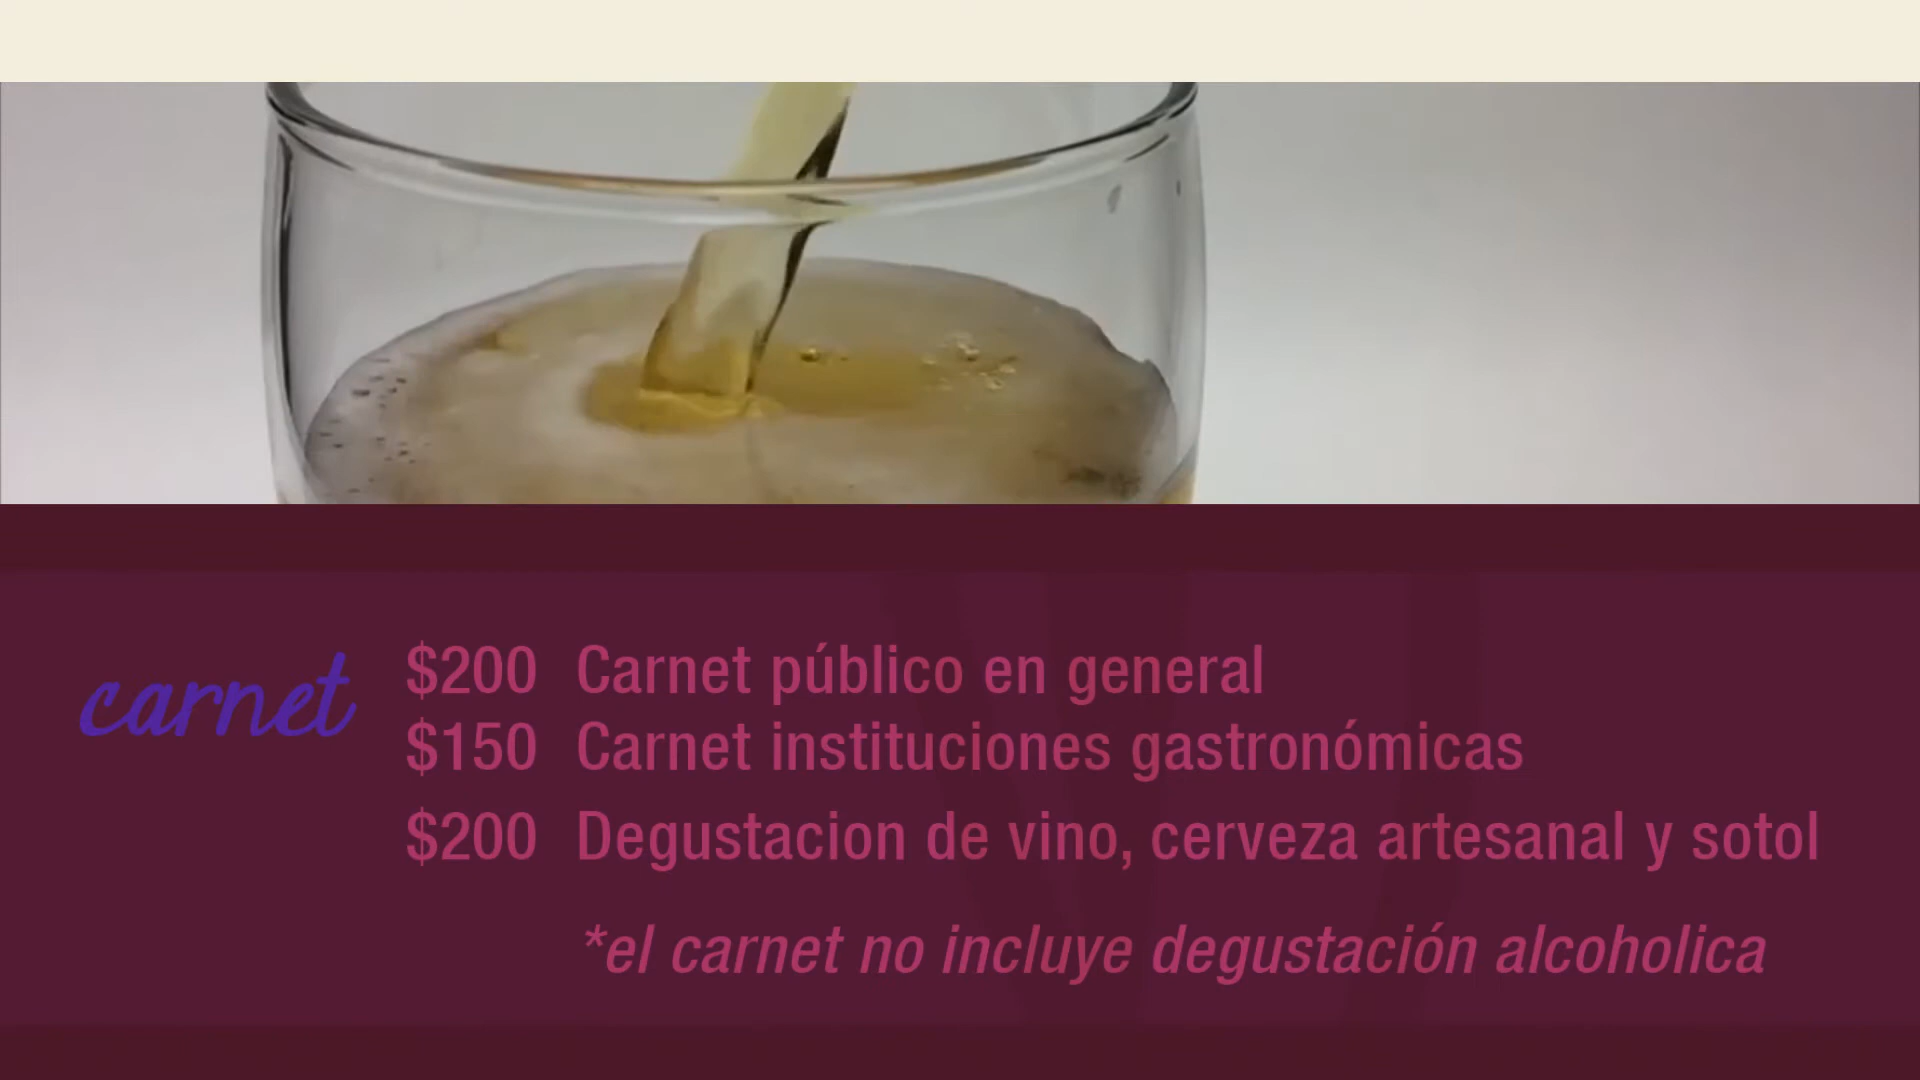 carnet
$200 Carnet público en general
$150 Carnet instituciones gastronómicas
$200 Degustacion de vino, cerveza artesanal y sotol
*el carnet no incluye degustación alcoholica